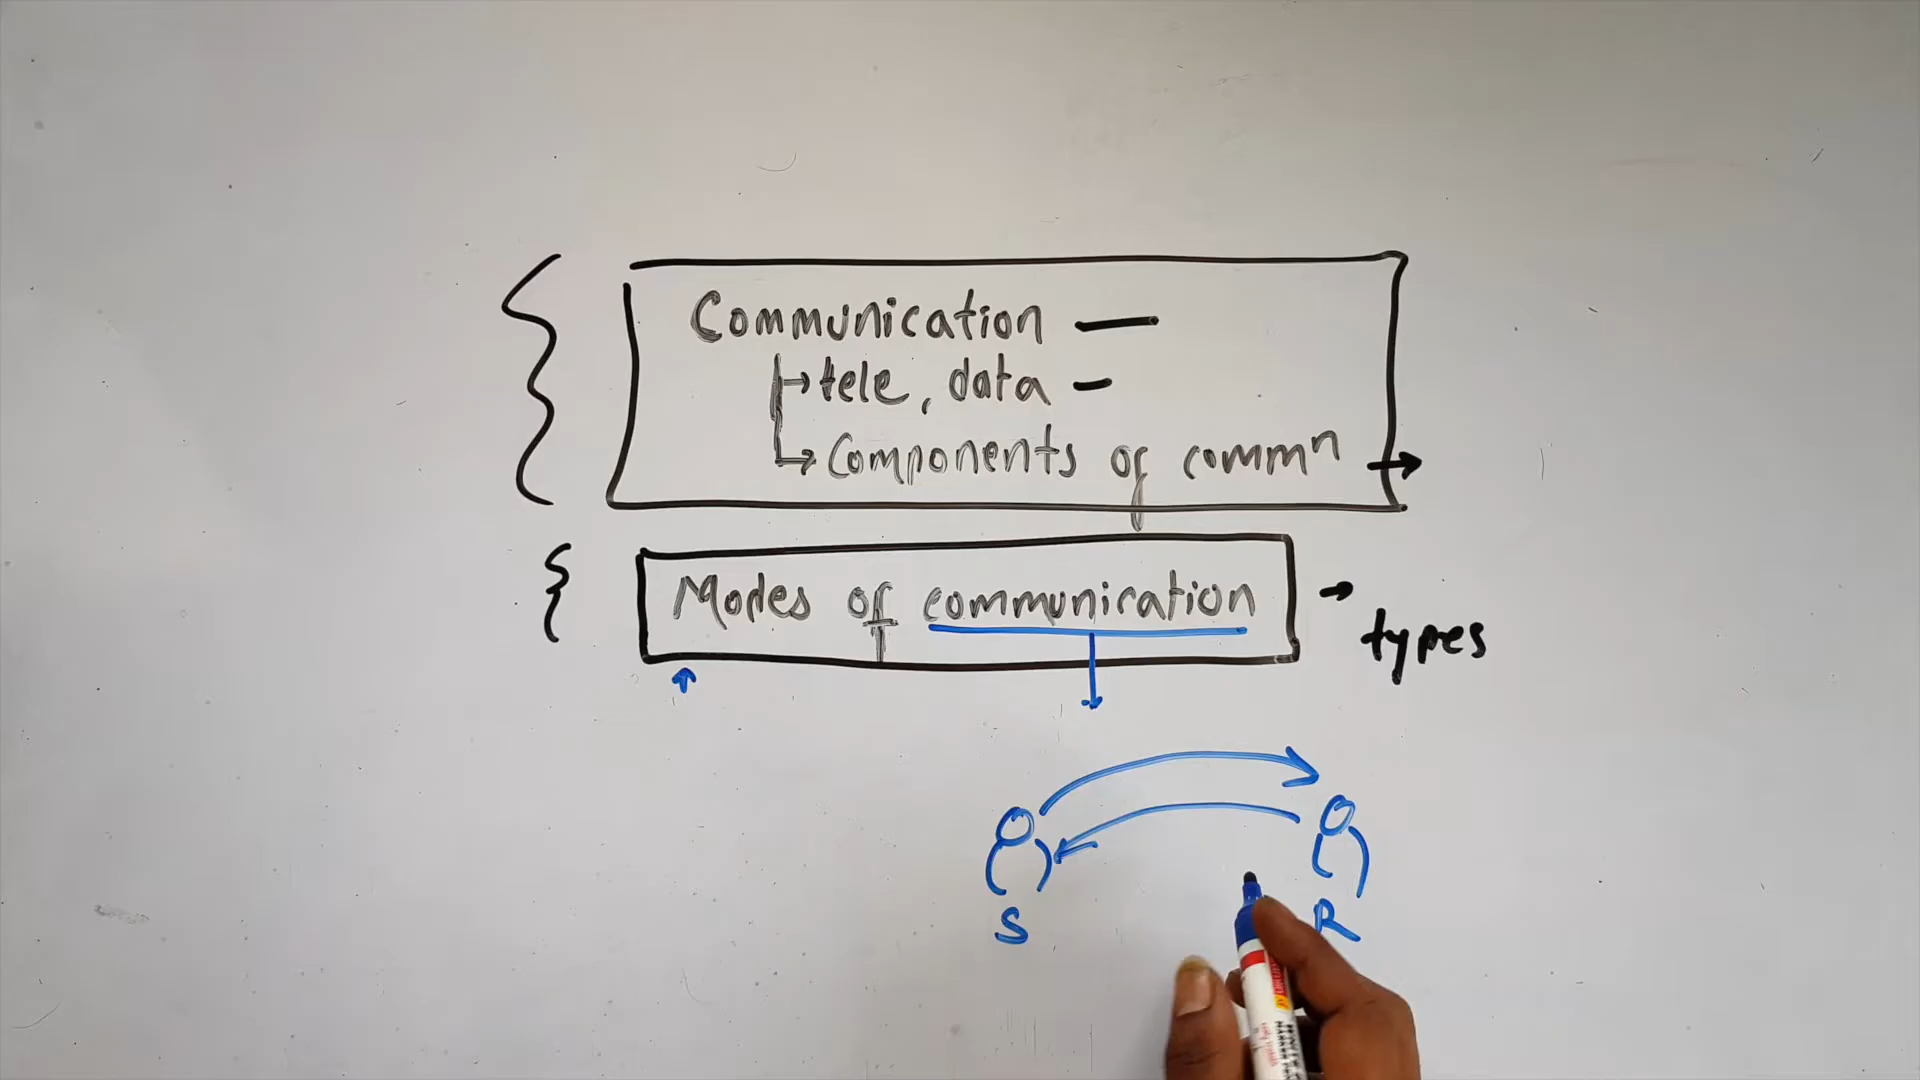 Communication —
→ tele, data -
→ Components of commn →
Modes of communication →
types
S R